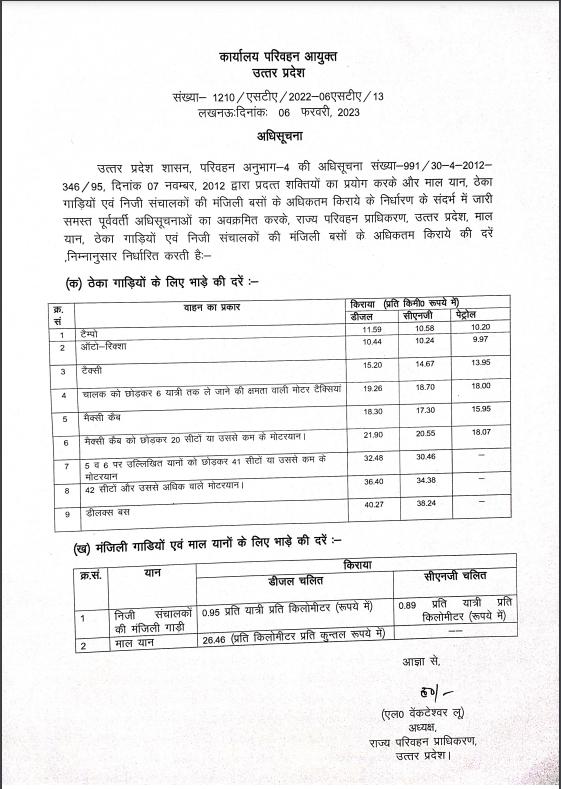 कार्यालय परिवहन आयुक्त
उत्तर प्रदेश
संख्या– 1210/एसटीए/2022-06एसटीए/13
लखनऊःदिनांकः 06 फरवरी, 2023
अधिसूचना
उत्तर प्रदेश शासन, परिवहन अनुभाग-4 की अधिसूचना संख्या-991/30-4-2012-
346/95, दिनांक 07 नवम्बर, 2012 द्वारा प्रदत्त शक्तियों का प्रयोग करके और माल यान, ठेका
गाड़ियों एवं निजी संचालकों की मंजिली बसों के अधिकतम किराये के निर्धारण के संदर्भ में जारी
समस्त पूर्ववर्ती अधिसूचनाओं का अवक्रमित करके, राज्य परिवहन प्राधिकरण, उत्तर प्रदेश, माल
यान, ठेका गाड़ियों एवं निजी संचालकों की मंजिली बसों के अधिकतम किराये की दरें
,निम्नानुसार निर्धारित करती हैः–
(क) ठेका गाड़ियों के लिए भाड़े की दरें :–
क्र. सं वाहन का प्रकार किराया (प्रति किमी0 रूपये में)
डीजल सीएनजी पेट्रोल
1 टैम्पो 11.59 10.58 10.20
2 ऑटो-रिक्शा 10.44 10.24 9.97
3 टैक्सी 15.20 14.67 13.95
4 चालक को छोड़कर 6 यात्री तक ले जाने की क्षमता वाली मोटर टैक्सियां 19.26 18.70 18.00
5 मैक्सी कैब 18.30 17.30 15.95
6 मैक्सी कैब को छोड़कर 20 सीटों या उससे कम के मोटरयान। 21.90 20.55 18.07
7 5 व 6 पर उल्लिखित यानों को छोड़कर 41 सीटों या उससे कम के 32.48 30.46 –
मोटरयान
8 42 सीटों और उससे अधिक वाले मोटरयान। 36.40 34.38 –
9 डीलक्स बस 40.27 38.24 –
(ख) मंजिली गाडियों एवं माल यानों के लिए भाड़े की दरें :–
क्र.सं. यान किराया
डीजल चलित सीएनजी चलित
1 निजी संचालकों 0.95 प्रति यात्री प्रति किलोमीटर (रूपये में) 0.89 प्रति यात्री प्रति
की मंजिली गाड़ी किलोमीटर (रूपये में)
2 माल यान 26.46 (प्रति किलोमीटर प्रति कुन्तल रूपये में) –––
आज्ञा से,
ह0/–
(एल0 वेंकटेश्वर लू)
अध्यक्ष,
राज्य परिवहन प्राधिकरण,
उत्तर प्रदेश।